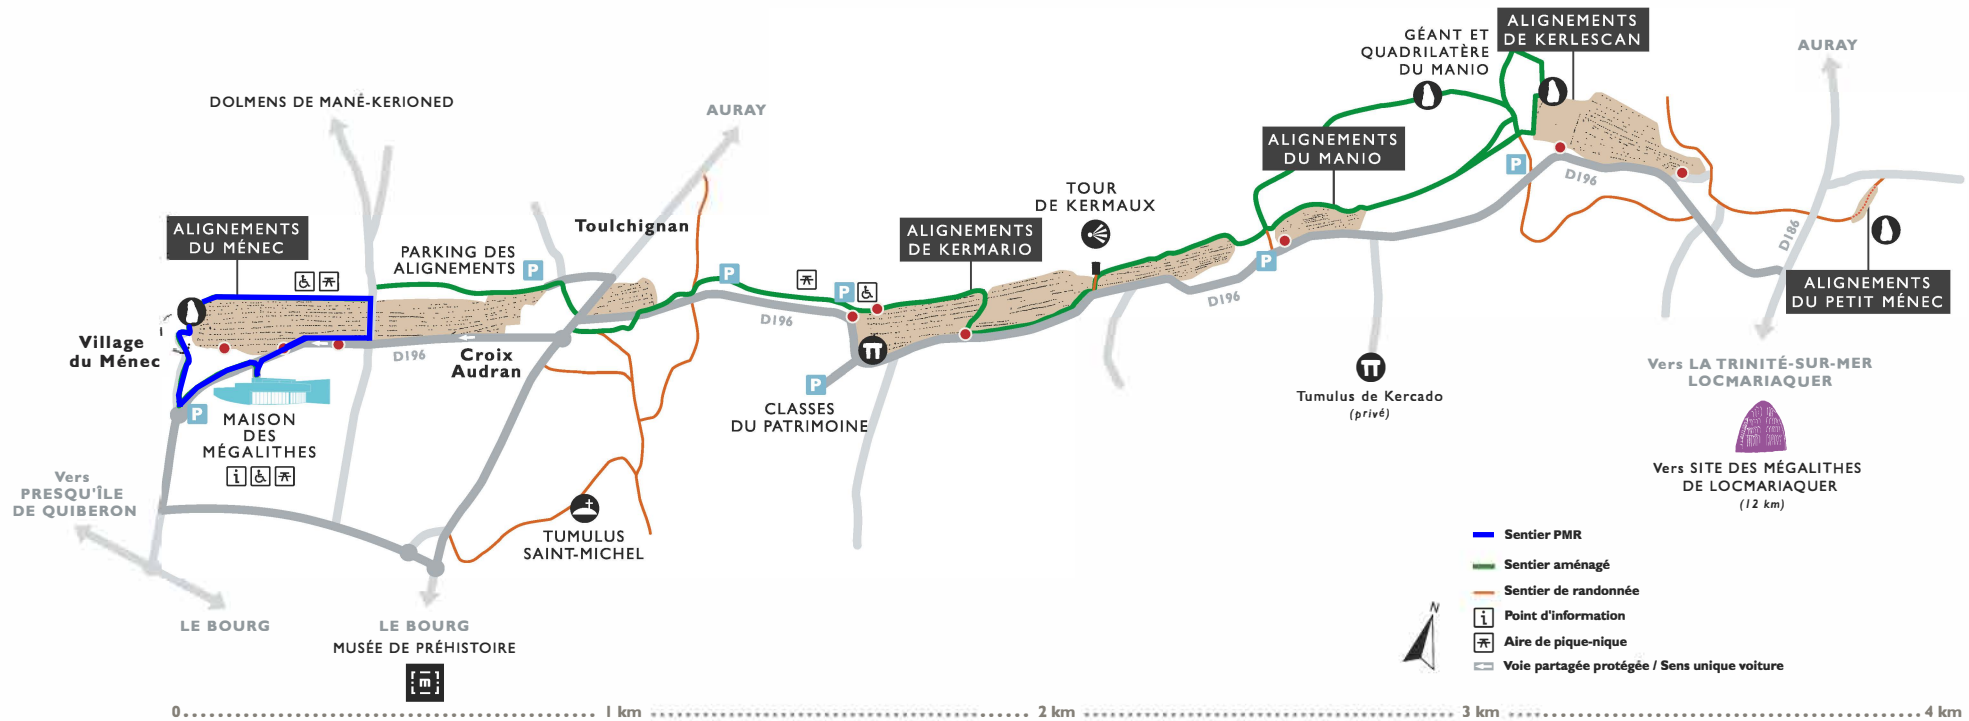 ALIGNEMENTS
DE KERLESCAN
GÉANT ET
QUADRILATÈRE
DU MANIO
AURAY
DOLMENS DE MANÉ-KERIONED
AURAY
ALIGNEMENTS
DU MANIO
P
TOUR
DE KERMAUX
D196
ALIGNEMENTS
DU MÉNEC
Toulchignan
ALIGNEMENTS
DE KERMARIO
PARKING DES
ALIGNEMENTS
P
P
P
P
D196
D196
D186
ALIGNEMENTS
DU PETIT MÉNEC
Village
du Ménec
D196
Croix
Audran
P
MAISON
DES
MÉGALITHES
i
P
CLASSES
DU PATRIMOINE
Tumulus de Kercado
(privé)
Vers LA TRINITÉ-SUR-MER
LOCMARIAQUER
Vers SITE DES MÉGALITHES
DE LOCMARIAQUER
(12 km)
Vers
PRESQU'ÎLE
DE QUIBERON
TUMULUS
SAINT-MICHEL
LE BOURG
LE BOURG
MUSÉE DE PRÉHISTOIRE
m
N
Sentier PMR
Sentier aménagé
Sentier de randonnée
i Point d'information
Aire de pique-nique
Voie partagée protégée / Sens unique voiture
0 1 km 2 km 3 km 4 km